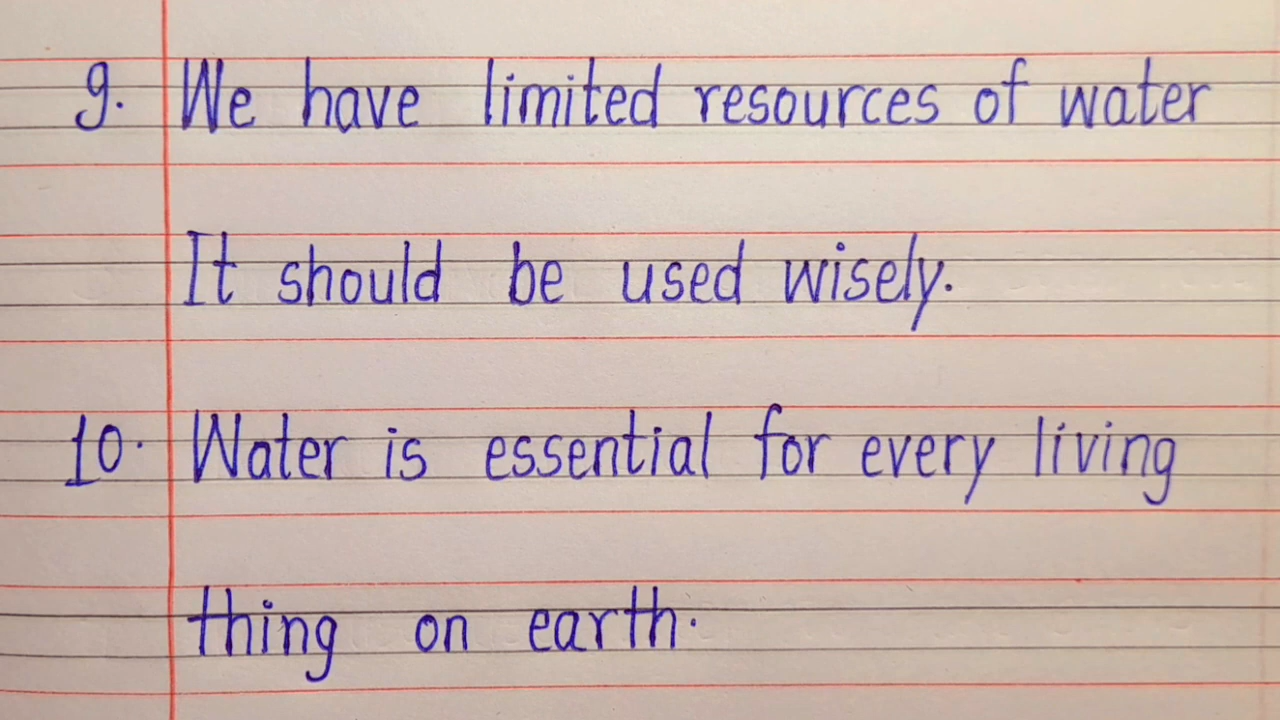 9. We have limited resources of water
It should be used wisely.
10. Water is essential for every living
thing on earth.